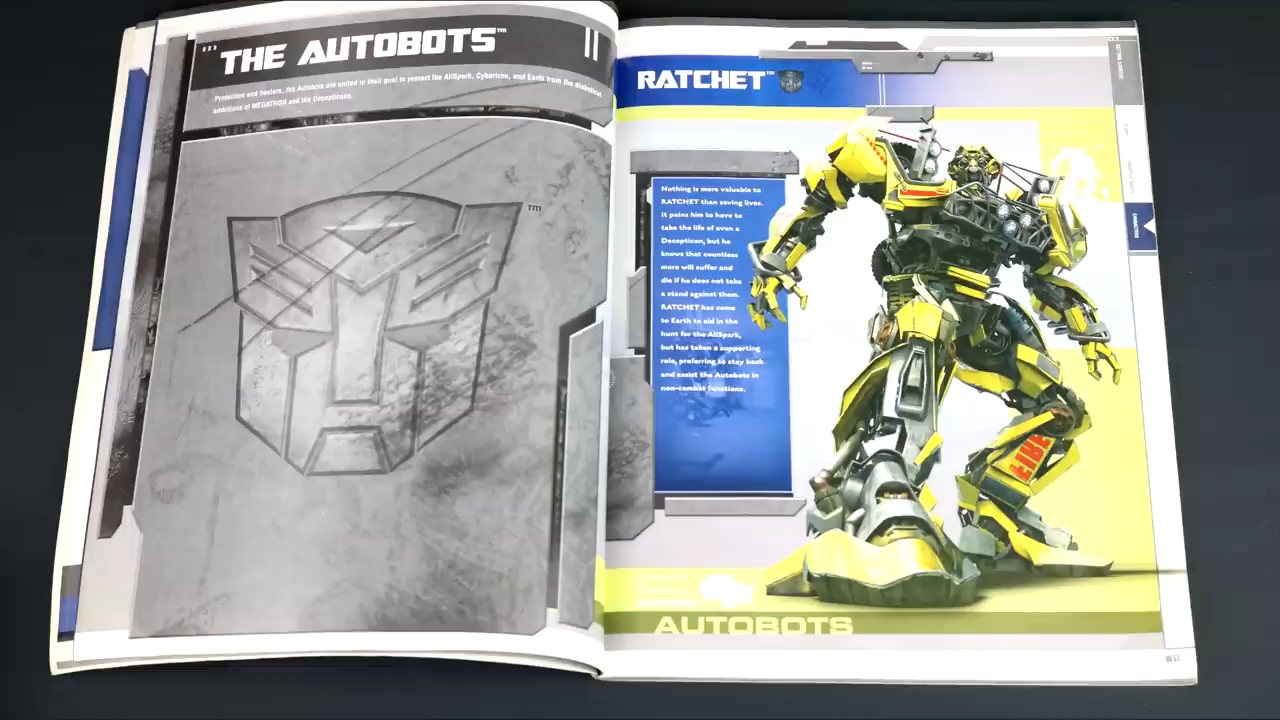 THE AUTOBOTS™
Protectors and healers, the Autobots are united in their goal to protect the AllSpark, Cybertron, and Earth from the diabolical
ambitions of MEGATRON and the Decepticons.
TM
RATCHET™
Nothing is more valuable to
RATCHET than saving lives.
It pains him to have to
take the life of even a
Decepticon, but he
knows that countless
more will suffer and
die if he does not take
a stand against them.
RATCHET has come
to Earth to aid in the
hunt for the AllSpark,
but has taken a supporting
role, preferring to stay back
and assist the Autobots in
non-combat functions.
FIRE
CHARACTERS
AUTOBOTS
11